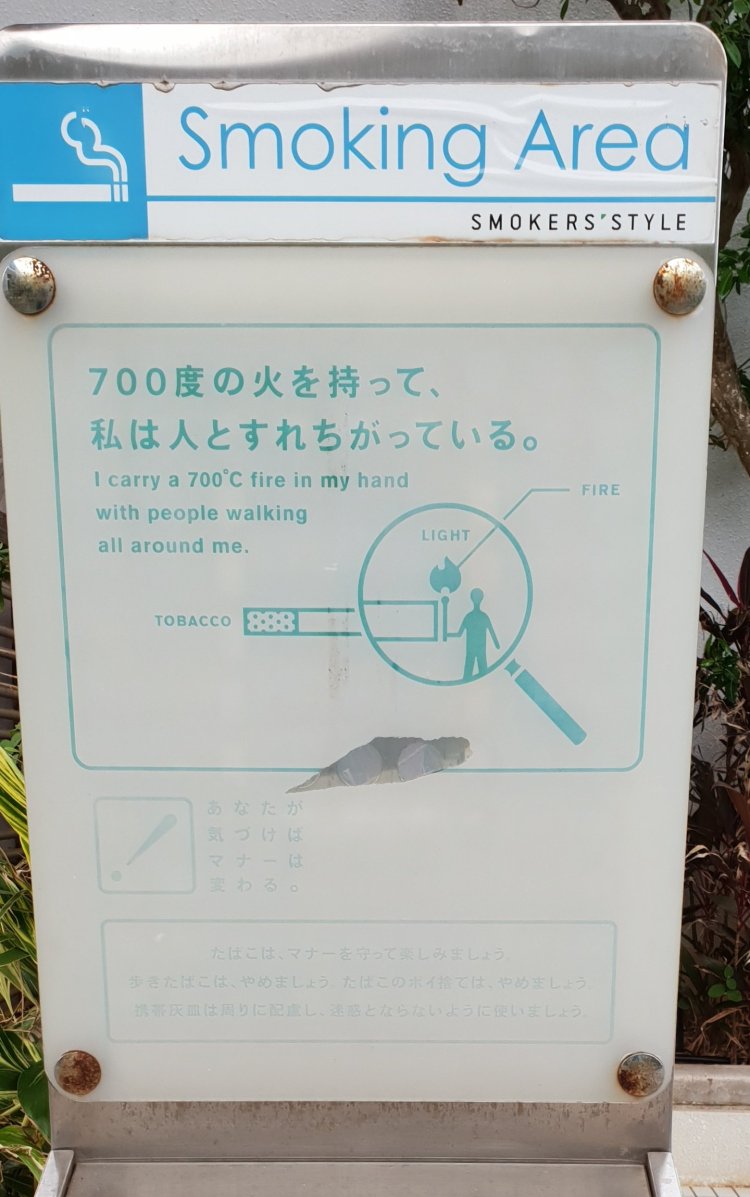 Smoking Area
SMOKERS' STYLE
700度の火を持って、
私は人とすれちがっている。
I carry a 700°C fire in my hand
with people walking
all around me.
FIRE
LIGHT
TOBACCO
あなたが
気づけば
マナーは
変わる。
たばこは、マナーを守って楽しみましょう。
歩きたばこは、やめましょう。たばこのポイ捨ては、やめましょう。
携帯灰皿は周りに配慮し、迷惑とならないように使いましょう。